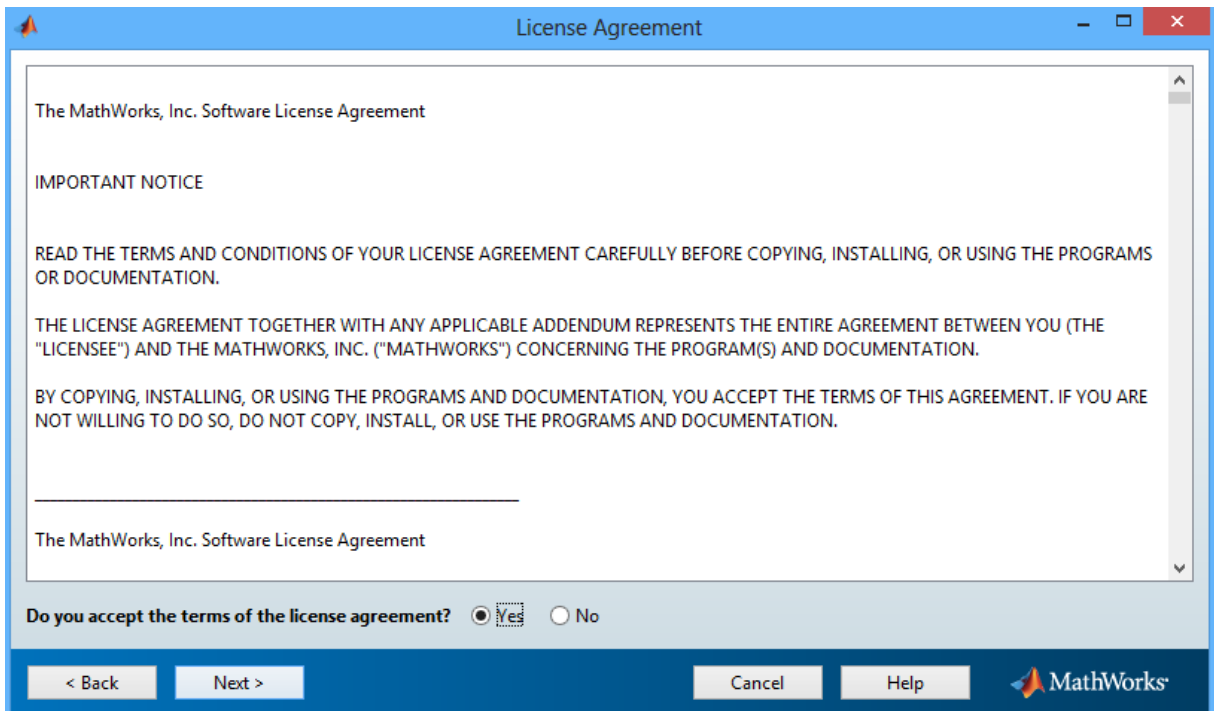 License Agreement
The MathWorks, Inc. Software License Agreement
IMPORTANT NOTICE
READ THE TERMS AND CONDITIONS OF YOUR LICENSE AGREEMENT CAREFULLY BEFORE COPYING, INSTALLING, OR USING THE PROGRAMS
OR DOCUMENTATION.
THE LICENSE AGREEMENT TOGETHER WITH ANY APPLICABLE ADDENDUM REPRESENTS THE ENTIRE AGREEMENT BETWEEN YOU (THE
"LICENSEE") AND THE MATHWORKS, INC. ("MATHWORKS") CONCERNING THE PROGRAM(S) AND DOCUMENTATION.
BY COPYING, INSTALLING, OR USING THE PROGRAMS AND DOCUMENTATION, YOU ACCEPT THE TERMS OF THIS AGREEMENT. IF YOU ARE
NOT WILLING TO DO SO, DO NOT COPY, INSTALL, OR USE THE PROGRAMS AND DOCUMENTATION.
The MathWorks, Inc. Software License Agreement
Do you accept the terms of the license agreement? Yes No
< Back Next > Cancel Help MathWorks